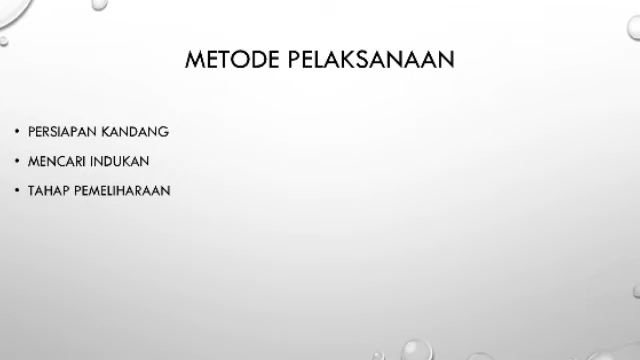 METODE PELAKSANAAN
• PERSIAPAN KANDANG
• MENCARI INDUKAN
• TAHAP PEMELIHARAAN